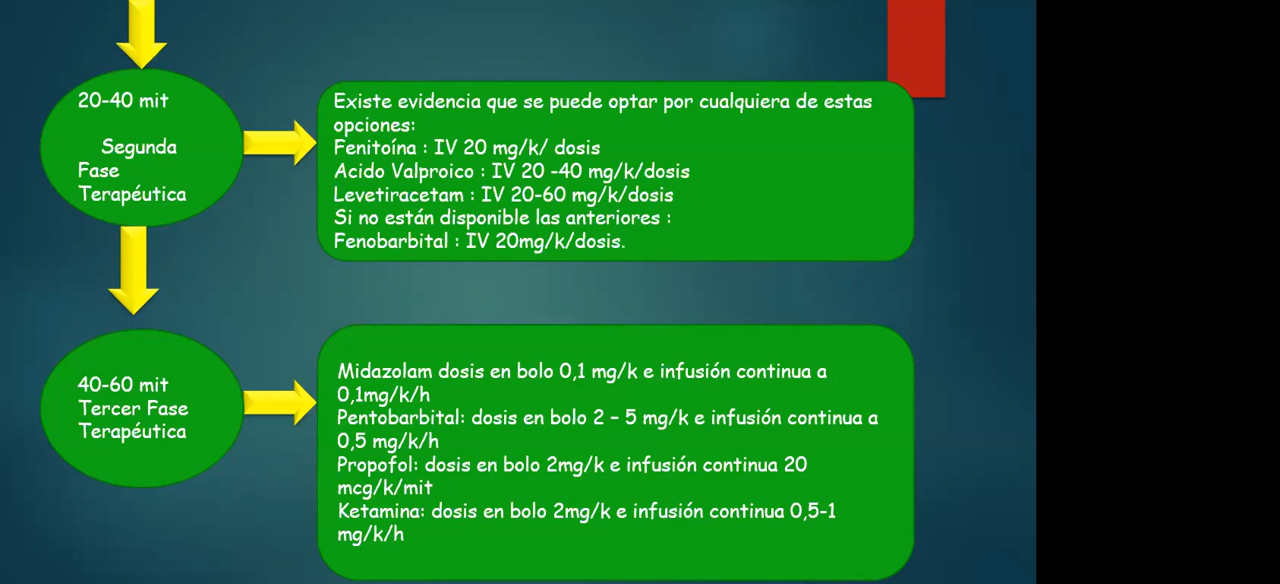 20-40 mit
Segunda
Fase
Terapéutica
Existe evidencia que se puede optar por cualquiera de estas
opciones:
Fenitoína : IV 20 mg/k/ dosis
Acido Valproico : IV 20 -40 mg/k/dosis
Levetiracetam : IV 20-60 mg/k/dosis
Si no están disponible las anteriores :
Fenobarbital : IV 20mg/k/dosis.
40-60 mit
Tercer Fase
Terapéutica
Midazolam dosis en bolo 0,1 mg/k e infusión continua a
0,1mg/k/h
Pentobarbital: dosis en bolo 2 – 5 mg/k e infusión continua a
0,5 mg/k/h
Propofol: dosis en bolo 2mg/k e infusión continua 20
mcg/k/mit
Ketamina: dosis en bolo 2mg/k e infusión continua 0,5-1
mg/k/h